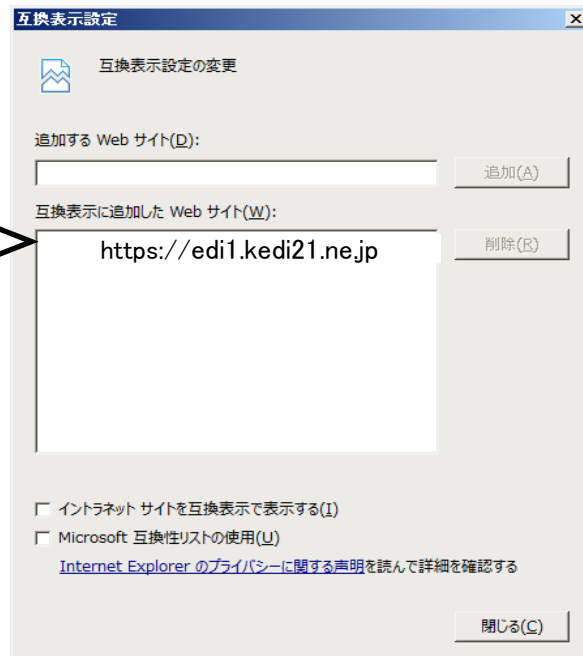 互換表示設定
互換表示設定の変更
追加する Web サイト(D):
追加(A)
互換表示に追加した Web サイト(W):
https://edi1.kedi21.ne.jp
削除(R)
イントラネット サイトを互換表示で表示する(I)
Microsoft 互換性リストの使用(U)
Internet Explorer のプライバシーに関する声明を読んで詳細を確認する
閉じる(C)